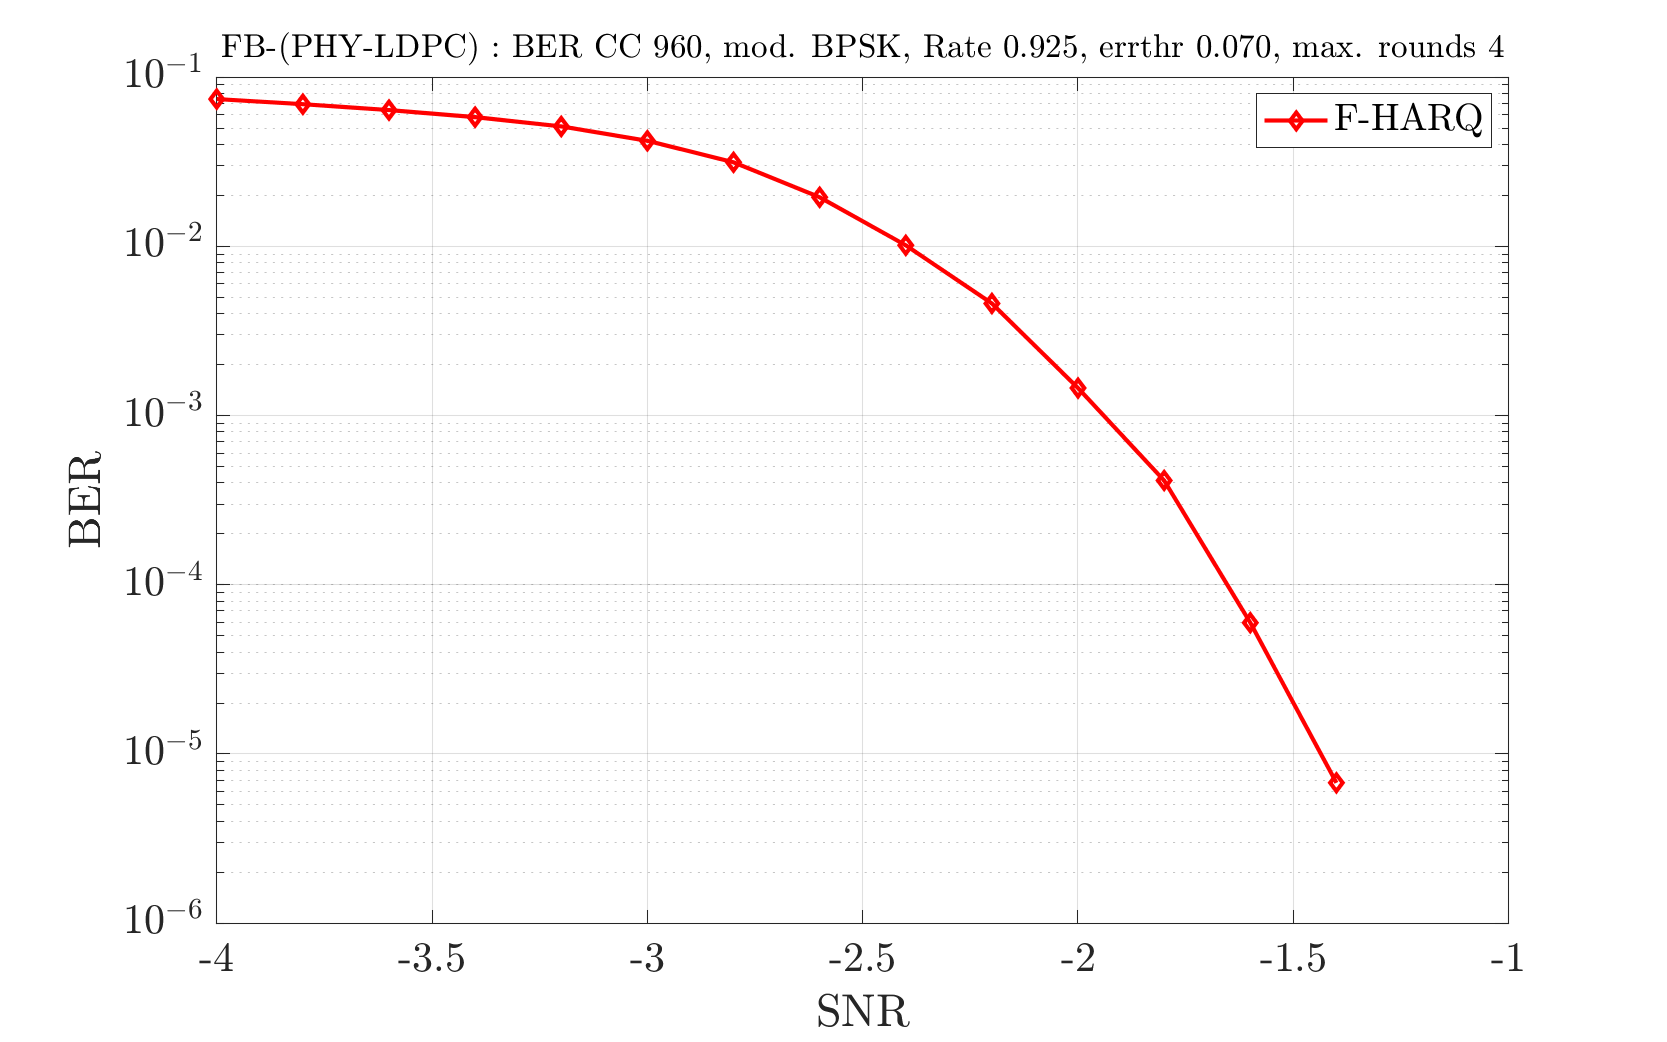 FB-(PHY-LDPC) : BER CC 960, mod. BPSK, Rate 0.925, errthr 0.070, max. rounds 4
F-HARQ
10^{-1}
10^{-2}
10^{-3}
10^{-4}
10^{-5}
10^{-6}
BER
-4 -3.5 -3 -2.5 -2 -1.5 -1
SNR